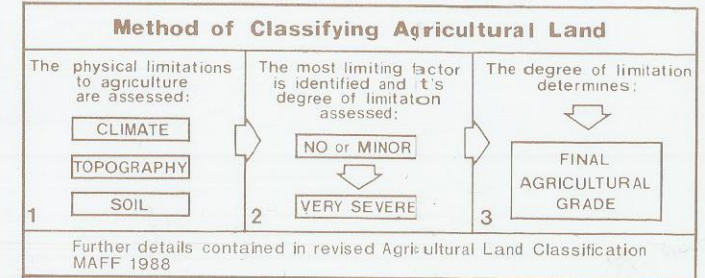 Method of Classifying Agricultural Land
The physical limitations
to agriculture
are assessed:
CLIMATE
TOPOGRAPHY
SOIL
1
The most limiting factor
is identified and it's
degree of limitaton
assessed:
NO or MINOR
VERY SEVERE
2
The degree of limitation
determines:
FINAL
AGRICULTURAL
GRADE
3
Further details contained in revised Agricultural Land Classification
MAFF 1988